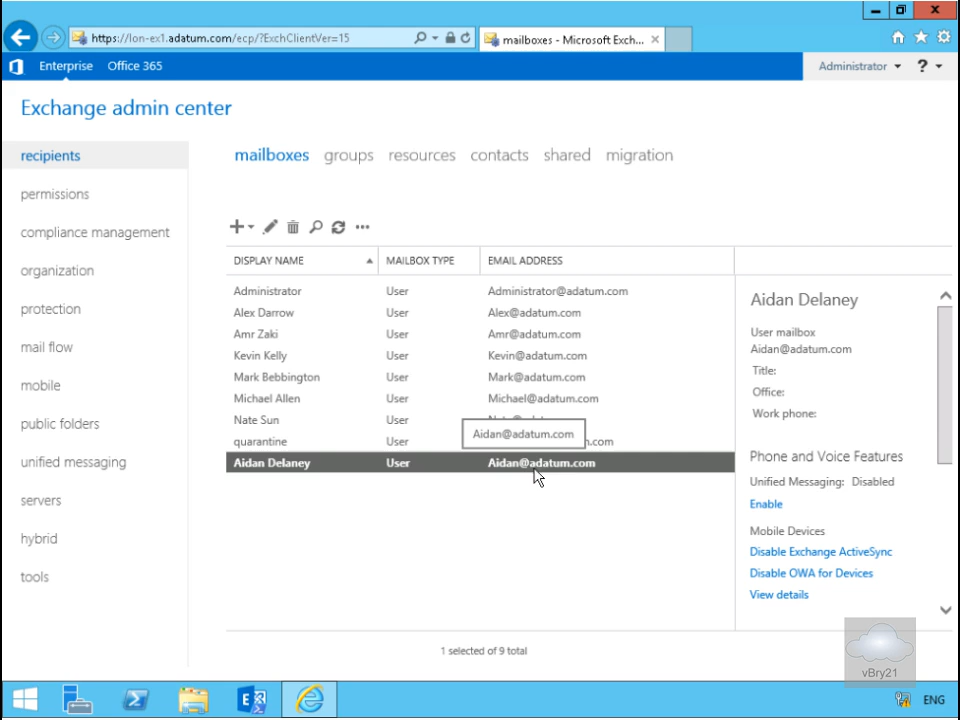 https://lon-ex1.adatum.com/ecp/?ExchClientVer=15
mailboxes - Microsoft Exch...
Enterprise Office 365
Administrator ?
Exchange admin center
recipients
permissions
compliance management
organization
protection
mail flow
mobile
public folders
unified messaging
servers
hybrid
tools
mailboxes groups resources contacts shared migration
DISPLAY NAME MAILBOX TYPE EMAIL ADDRESS
Administrator User Administrator@adatum.com
Alex Darrow User Alex@adatum.com
Amr Zaki User Amr@adatum.com
Kevin Kelly User Kevin@adatum.com
Mark Bebbington User Mark@adatum.com
Michael Allen User Michael@adatum.com
Nate Sun User
Aidan@adatum.com
quarantine User n.com
Aidan Delaney User Aidan@adatum.com
1 selected of 9 total
Aidan Delaney
User mailbox
Aidan@adatum.com
Title:
Office:
Work phone:
Phone and Voice Features
Unified Messaging: Disabled
Enable
Mobile Devices
Disable Exchange ActiveSync
Disable OWA for Devices
View details
vBry21
ENG